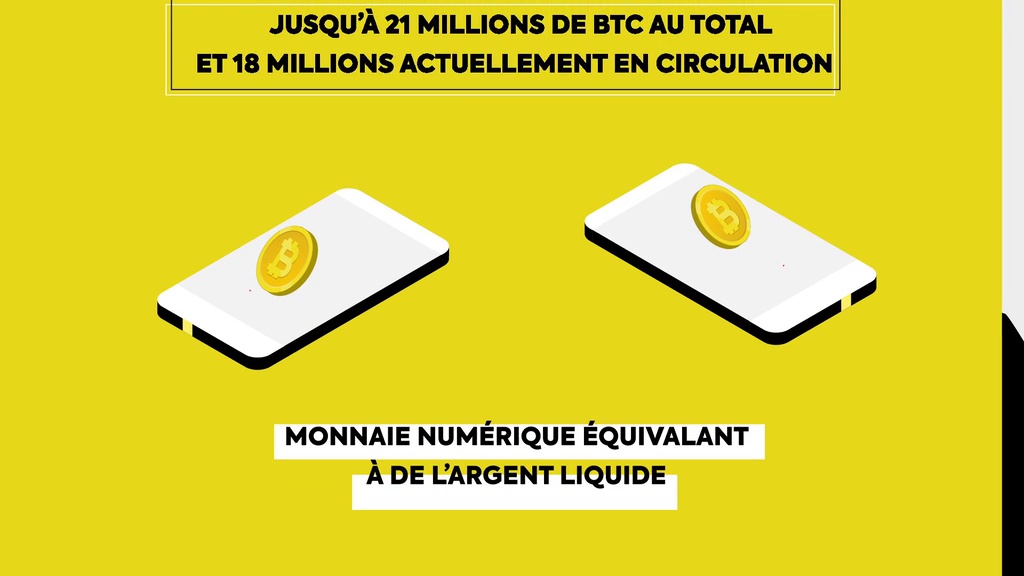 JUSQU’À 21 MILLIONS DE BTC AU TOTAL
ET 18 MILLIONS ACTUELLEMENT EN CIRCULATION
MONNAIE NUMÉRIQUE ÉQUIVALANT
À DE L’ARGENT LIQUIDE